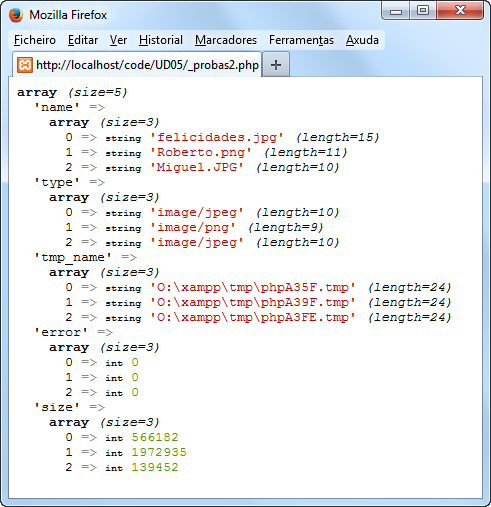 Mozilla Firefox
Ficheiro Editar Ver Historial Marcadores Ferramentas Axuda
http://localhost/code/UD05/_probas2.php
array (size=5)
'name' =>
array (size=3)
0 => string 'felicidades.jpg' (length=15)
1 => string 'Roberto.png' (length=11)
2 => string 'Miguel.JPG' (length=10)
'type' =>
array (size=3)
0 => string 'image/jpeg' (length=10)
1 => string 'image/png' (length=9)
2 => string 'image/jpeg' (length=10)
'tmp_name' =>
array (size=3)
0 => string 'O:\xampp\tmp\phpA35F.tmp' (length=24)
1 => string 'O:\xampp\tmp\phpA39F.tmp' (length=24)
2 => string 'O:\xampp\tmp\phpA3FE.tmp' (length=24)
'error' =>
array (size=3)
0 => int 0
1 => int 0
2 => int 0
'size' =>
array (size=3)
0 => int 566182
1 => int 1972935
2 => int 139452